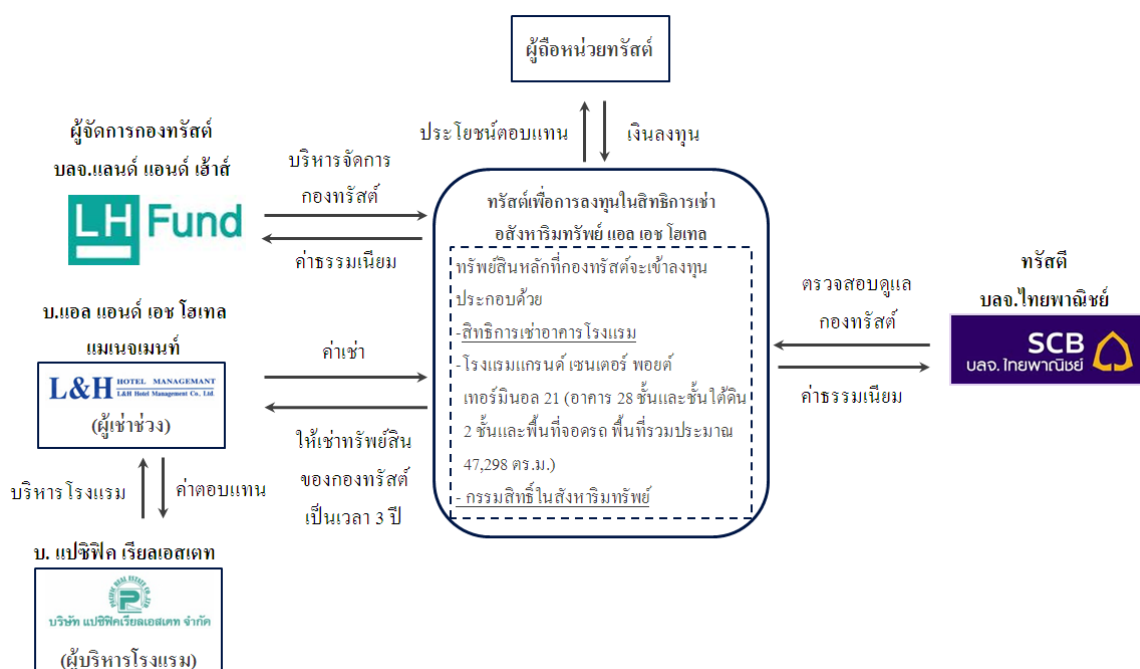 ผู้ถือหน่วยทรัสต์
ประโยชน์ตอบแทน
เงินลงทุน
ผู้จัดการกองทรัสต์
บลจ.แลนด์ แอนด์ เฮ้าส์
LH Fund
บริหารจัดการ
กองทรัสต์
ค่าธรรมเนียม
ทรัสต์เพื่อการลงทุนในสิทธิการเช่า
อสังหาริมทรัพย์ แอล เอช โฮเทล
ทรัพย์สินหลักที่กองทรัสต์จะเข้าลงทุน
ประกอบด้วย
-สิทธิการเช่าอาคารโรงแรม
-โรงแรมแกรนด์ เซนเตอร์ พอยต์
เทอร์มินอล 21 (อาคาร 28 ชั้นและชั้นใต้ดิน
2 ชั้นและพื้นที่จอดรถ พื้นที่รวมประมาณ
47,298 ตร.ม.)
- กรรมสิทธิ์ในสังหาริมทรัพย์
ตรวจสอบดูแล
กองทรัสต์
ค่าธรรมเนียม
ทรัสตี
บลจ.ไทยพาณิชย์
SCB
บลจ. ไทยพาณิชย์
บ.แอล แอนด์ เอช โฮเทล
แมเนจเมนท์
L&H HOTEL MANAGEMANT
L&H Hotel Management Co., Ltd.
(ผู้เช่าช่วง)
ค่าเช่า
ให้เช่าทรัพย์สิน
ของกองทรัสต์
เป็นเวลา 3 ปี
บริหารโรงแรม
ค่าตอบแทน
บ. แปซิฟิค เรียลเอสเตท
PACIFIC REAL ESTATE CO.,LTD
บริษัท แปซิฟิคเรียลเอสเตท จำกัด
(ผู้บริหารโรงแรม)